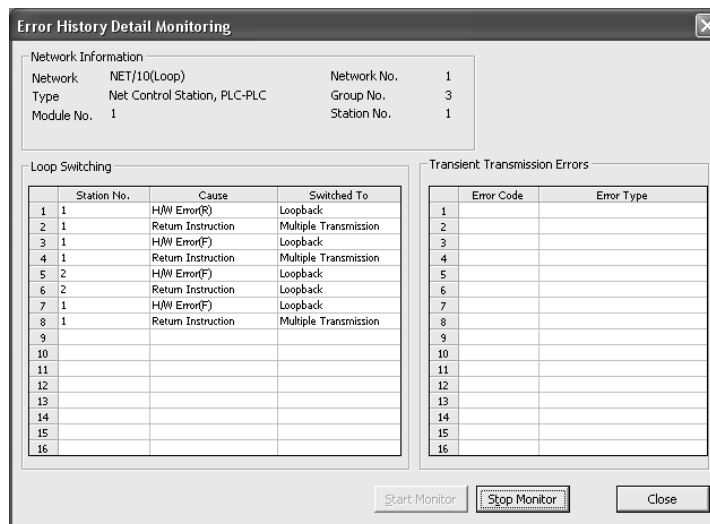 Error History Detail Monitoring
Network Information
Network NET/10(Loop) Network No. 1
Type Net Control Station, PLC-PLC Group No. 3
Module No. 1 Station No. 1
Loop Switching
Station No. Cause Switched To
1 1 H/W Error(R) Loopback
2 1 Return Instruction Multiple Transmission
3 1 H/W Error(F) Loopback
4 1 Return Instruction Multiple Transmission
5 2 H/W Error(F) Loopback
6 2 Return Instruction Loopback
7 1 H/W Error(F) Loopback
8 1 Return Instruction Multiple Transmission
9
10
11
12
13
14
15
16
Transient Transmission Errors
Error Code Error Type
1
2
3
4
5
6
7
8
9
10
11
12
13
14
15
16
Start Monitor Stop Monitor Close